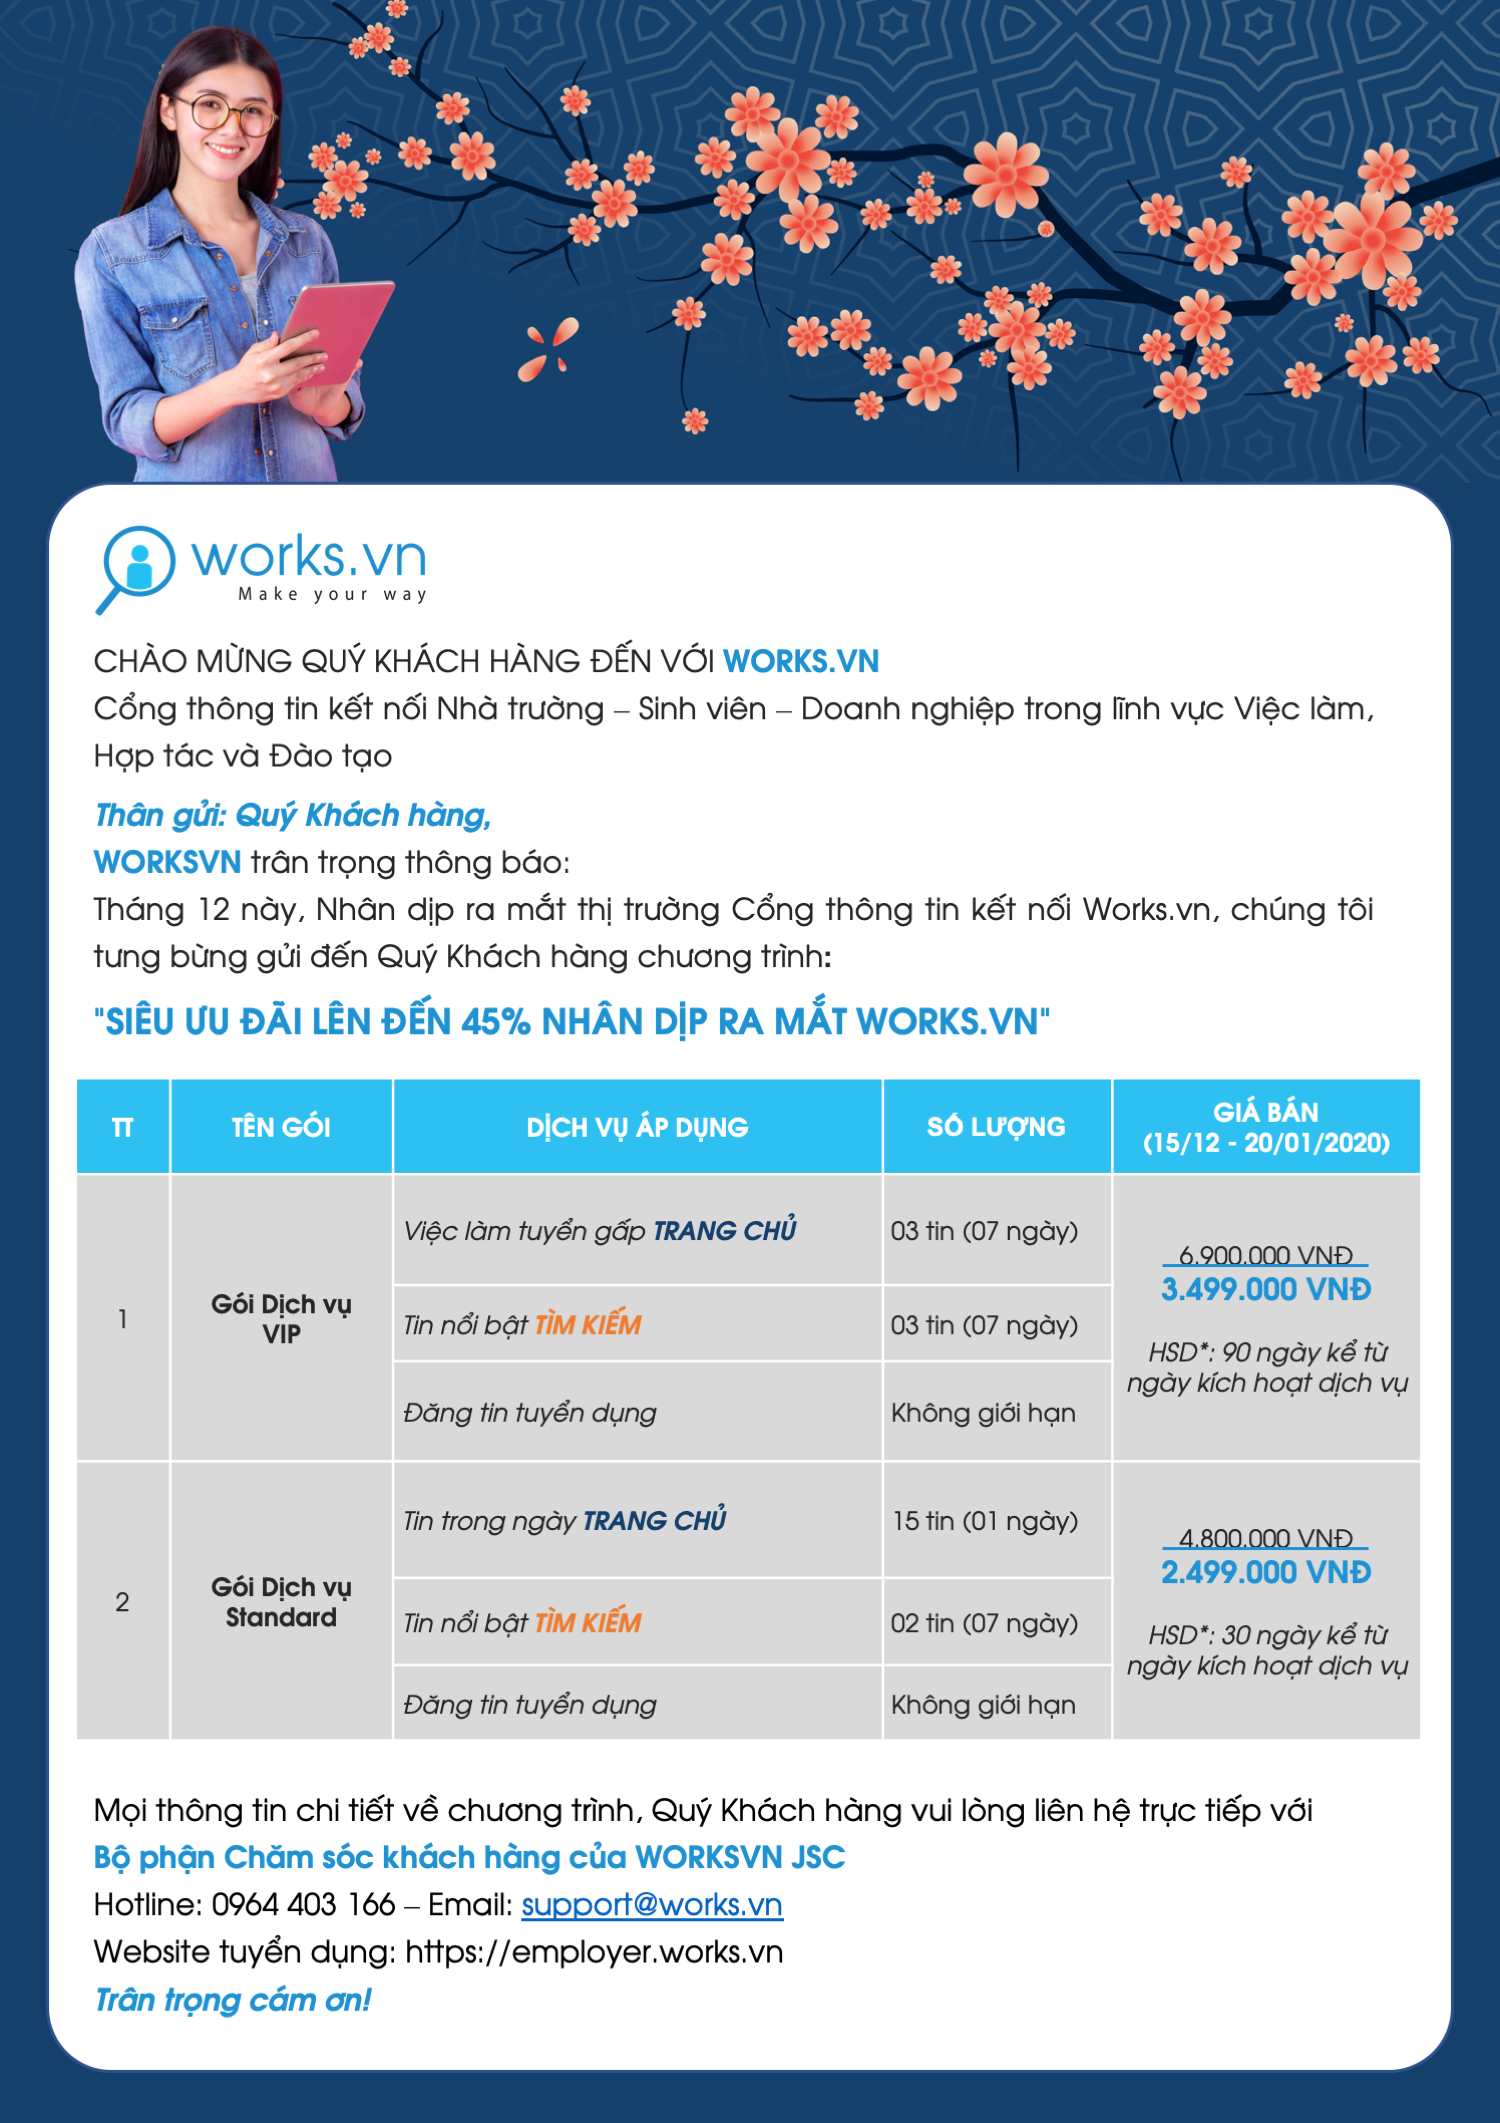 works.vn
Make your way
CHÀO MỪNG QUÝ KHÁCH HÀNG ĐẾN VỚI WORKS.VN
Cổng thông tin kết nối Nhà trường – Sinh viên – Doanh nghiệp trong lĩnh vực Việc làm,
Hợp tác và Đào tạo
Thân gửi: Quý Khách hàng,
WORKSVN trân trọng thông báo:
Tháng 12 này, Nhân dịp ra mắt thị trường Cổng thông tin kết nối Works.vn, chúng tôi
tưng bừng gửi đến Quý Khách hàng chương trình:
"SIÊU ƯU ĐÃI LÊN ĐẾN 45% NHÂN DỊP RA MẮT WORKS.VN"
TT
TÊN GÓI
DỊCH VỤ ÁP DỤNG
SỐ LƯỢNG
GIÁ BÁN
(15/12 - 20/01/2020)
1
Gói Dịch vụ
VIP
Việc làm tuyển gấp TRANG CHỦ
03 tin (07 ngày)
Tin nổi bật TÌM KIẾM
03 tin (07 ngày)
Đăng tin tuyển dụng
Không giới hạn
6.900.000 VNĐ
3.499.000 VNĐ
HSD*: 90 ngày kể từ
ngày kích hoạt dịch vụ
2
Gói Dịch vụ
Standard
Tin trong ngày TRANG CHỦ
15 tin (01 ngày)
Tin nổi bật TÌM KIẾM
02 tin (07 ngày)
Đăng tin tuyển dụng
Không giới hạn
4.800.000 VNĐ
2.499.000 VNĐ
HSD*: 30 ngày kể từ
ngày kích hoạt dịch vụ
Mọi thông tin chi tiết về chương trình, Quý Khách hàng vui lòng liên hệ trực tiếp với
Bộ phận Chăm sóc khách hàng của WORKSVN JSC
Hotline: 0964 403 166 – Email: support@works.vn
Website tuyển dụng: https://employer.works.vn
Trân trọng cám ơn!